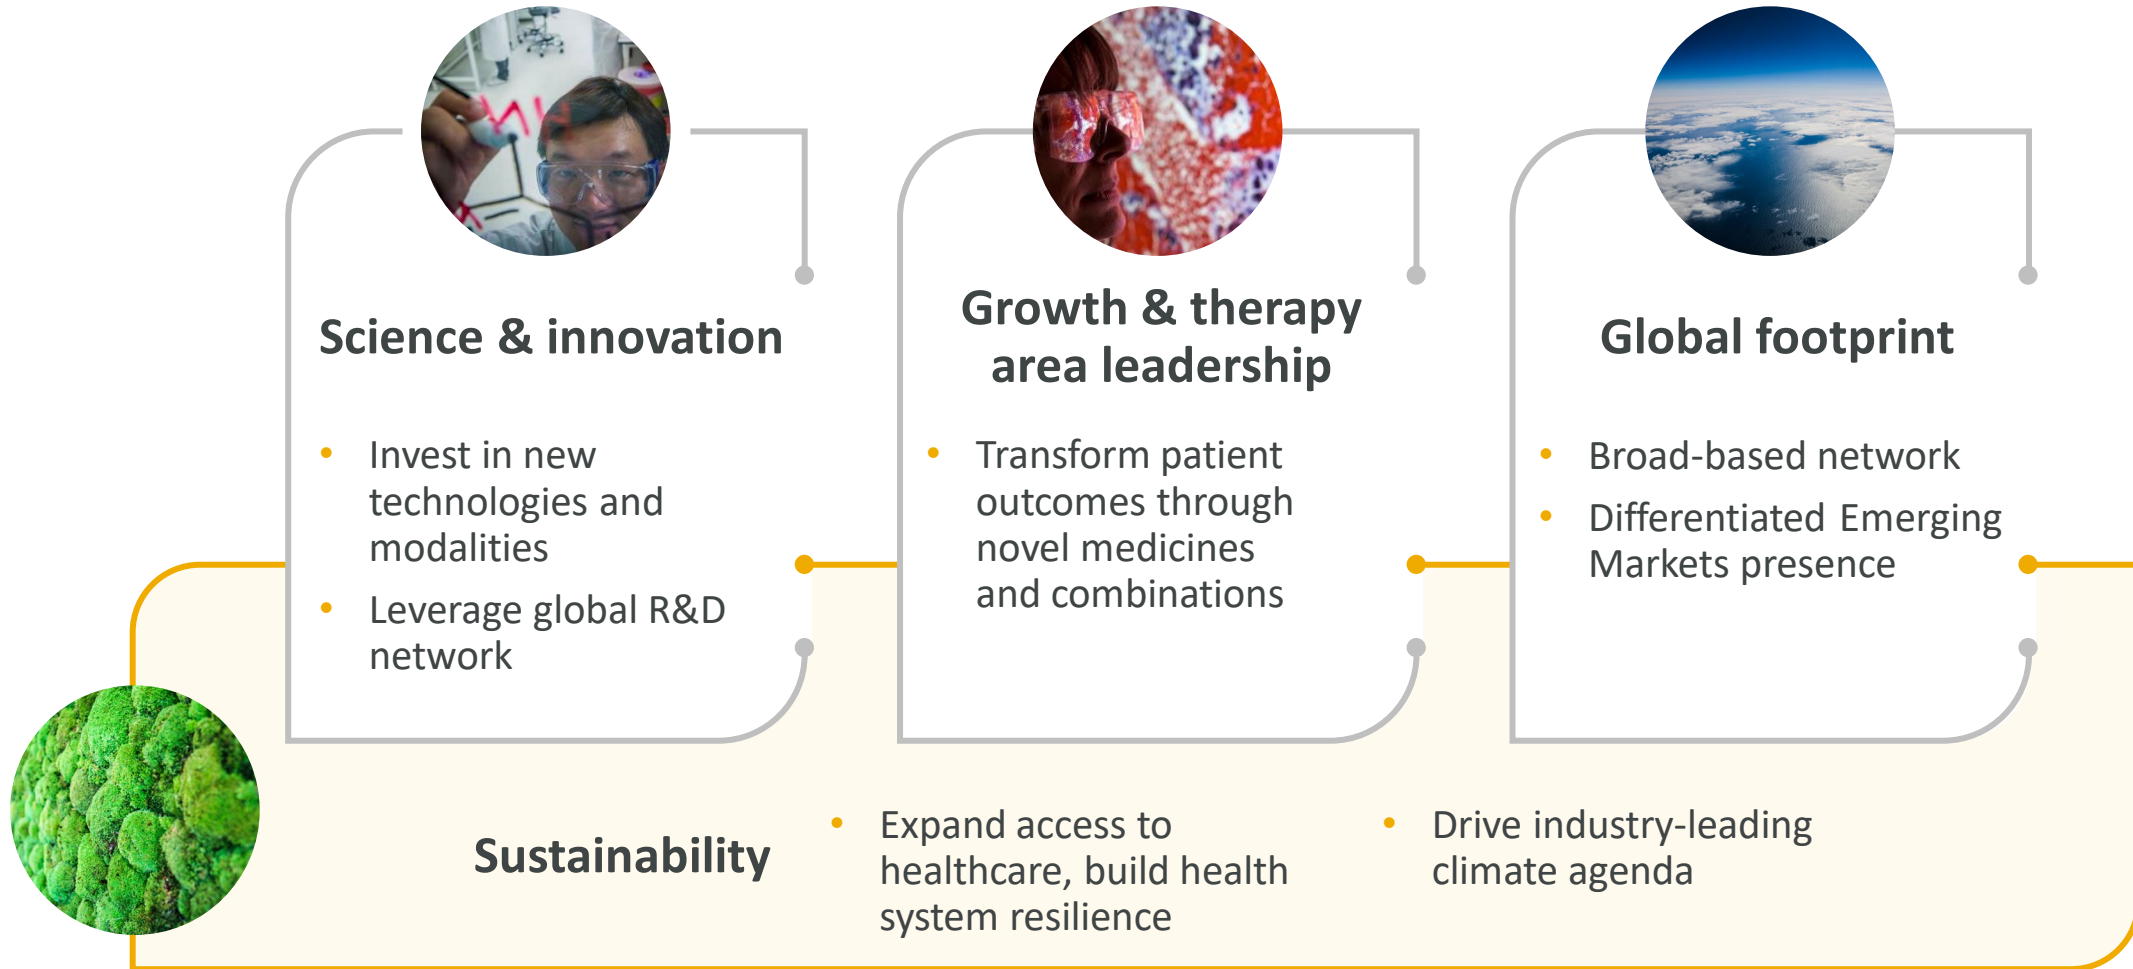 Science & innovation
• Invest in new
technologies and
modalities
• Leverage global R&D
network
Growth & therapy
area leadership
• Transform patient
outcomes through
novel medicines
and combinations
Global footprint
• Broad-based network
• Differentiated Emerging
Markets presence
Sustainability
• Expand access to
healthcare, build health
system resilience
• Drive industry-leading
climate agenda